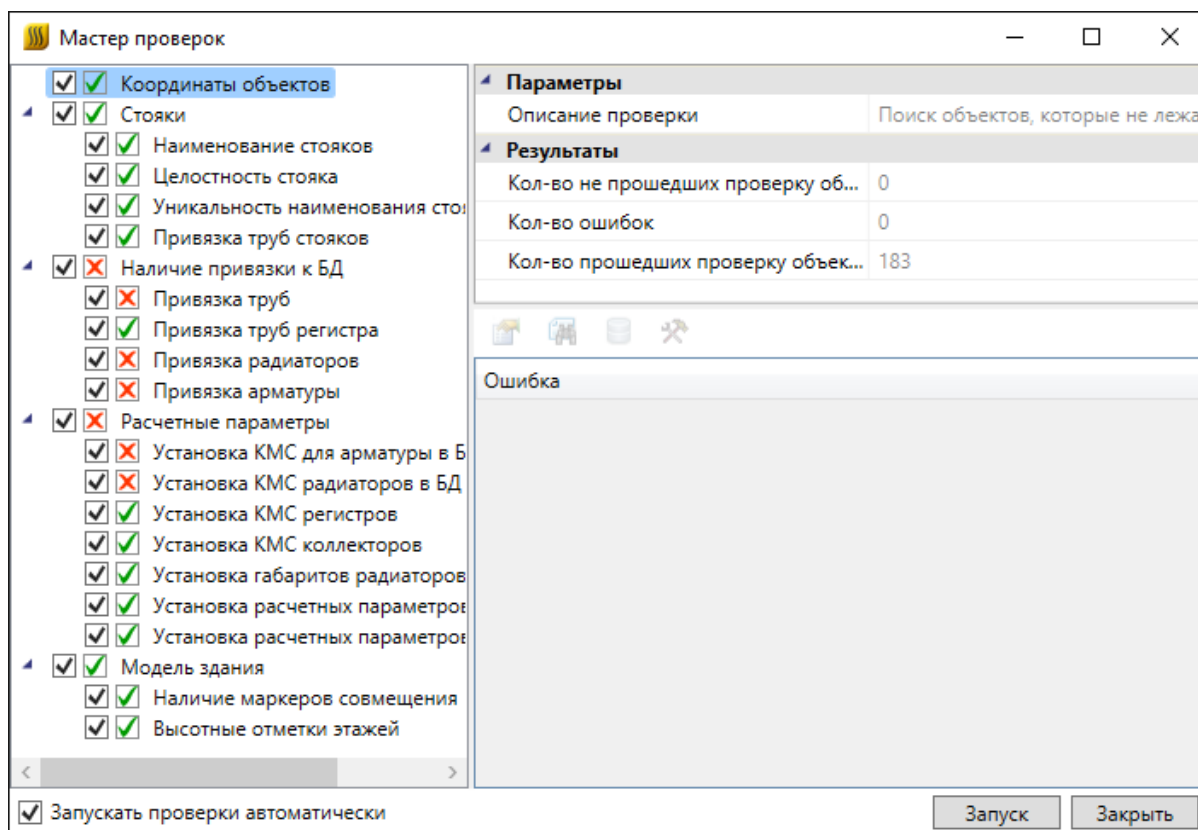 Мастер проверок
Координаты объектов
Стояки
Наименование стояков
Целостность стояка
Уникальность наименования стоя
Привязка труб стояков
Наличие привязки к БД
Привязка труб
Привязка труб регистра
Привязка радиаторов
Привязка арматуры
Расчетные параметры
Установка КМС для арматуры в Б
Установка КМС радиаторов в БД
Установка КМС регистров
Установка КМС коллекторов
Установка габаритов радиаторов
Установка расчетных параметров
Установка расчетных параметров
Модель здания
Наличие маркеров совмещения
Высотные отметки этажей
Параметры
Описание проверки Поиск объектов, которые не лежа
Результаты
Кол-во не прошедших проверку об... 0
Кол-во ошибок 0
Кол-во прошедших проверку объек... 183
Ошибка
Запускать проверки автоматически
Запуск Закрыть